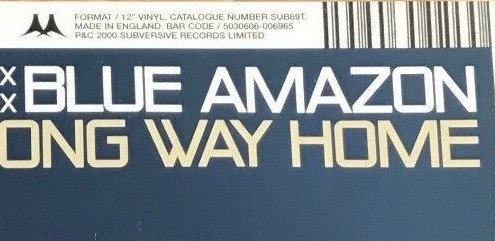 FORMAT / 12" VINYL. CATALOGUE NUMBER SUB69T.
MADE IN ENGLAND. BAR CODE / 5030606-006965
P&C 2000 SUBVERSIVE RECORDS LIMITED
BLUE AMAZON
ONG WAY HOME